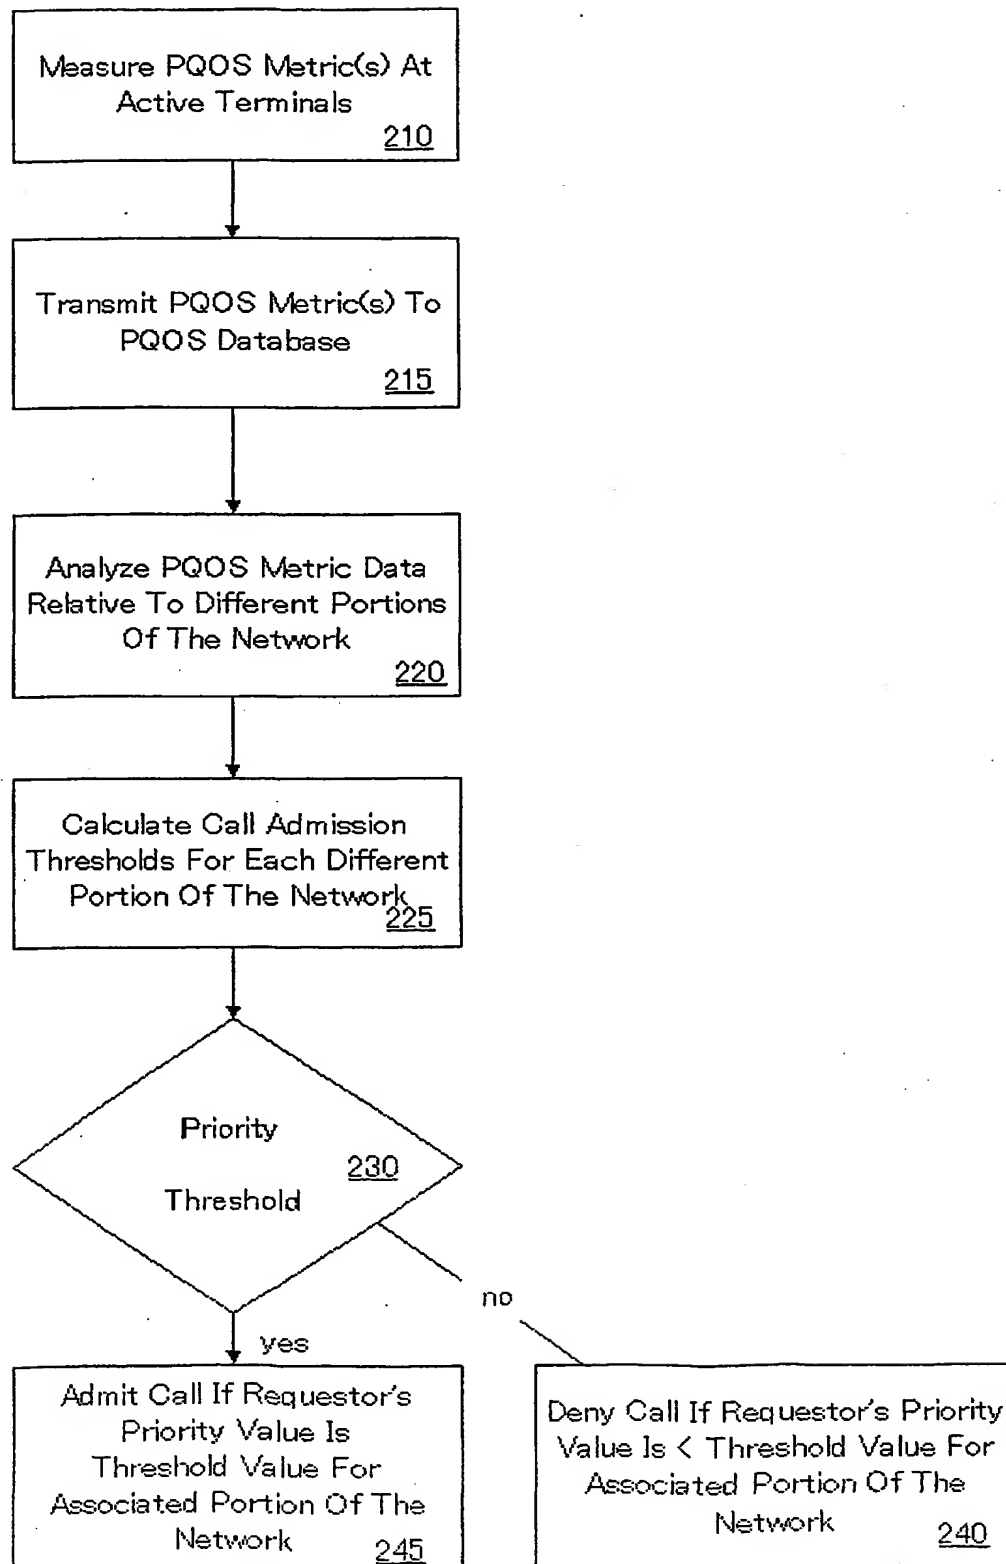 Measure PQOS Metric(s) At
Active Terminals
210
Transmit PQOS Metric(s) To
PQOS Database
215
Analyze PQOS Metric Data
Relative To Different Portions
Of The Network
220
Calculate Call Admission
Thresholds For Each Different
Portion Of The Network
225
Priority
230
Threshold
no
yes
Admit Call If Requestor's
Priority Value Is
Threshold Value For
Associated Portion Of The
Network
245
Deny Call If Requestor's Priority
Value Is < Threshold Value For
Associated Portion Of The
Network
240